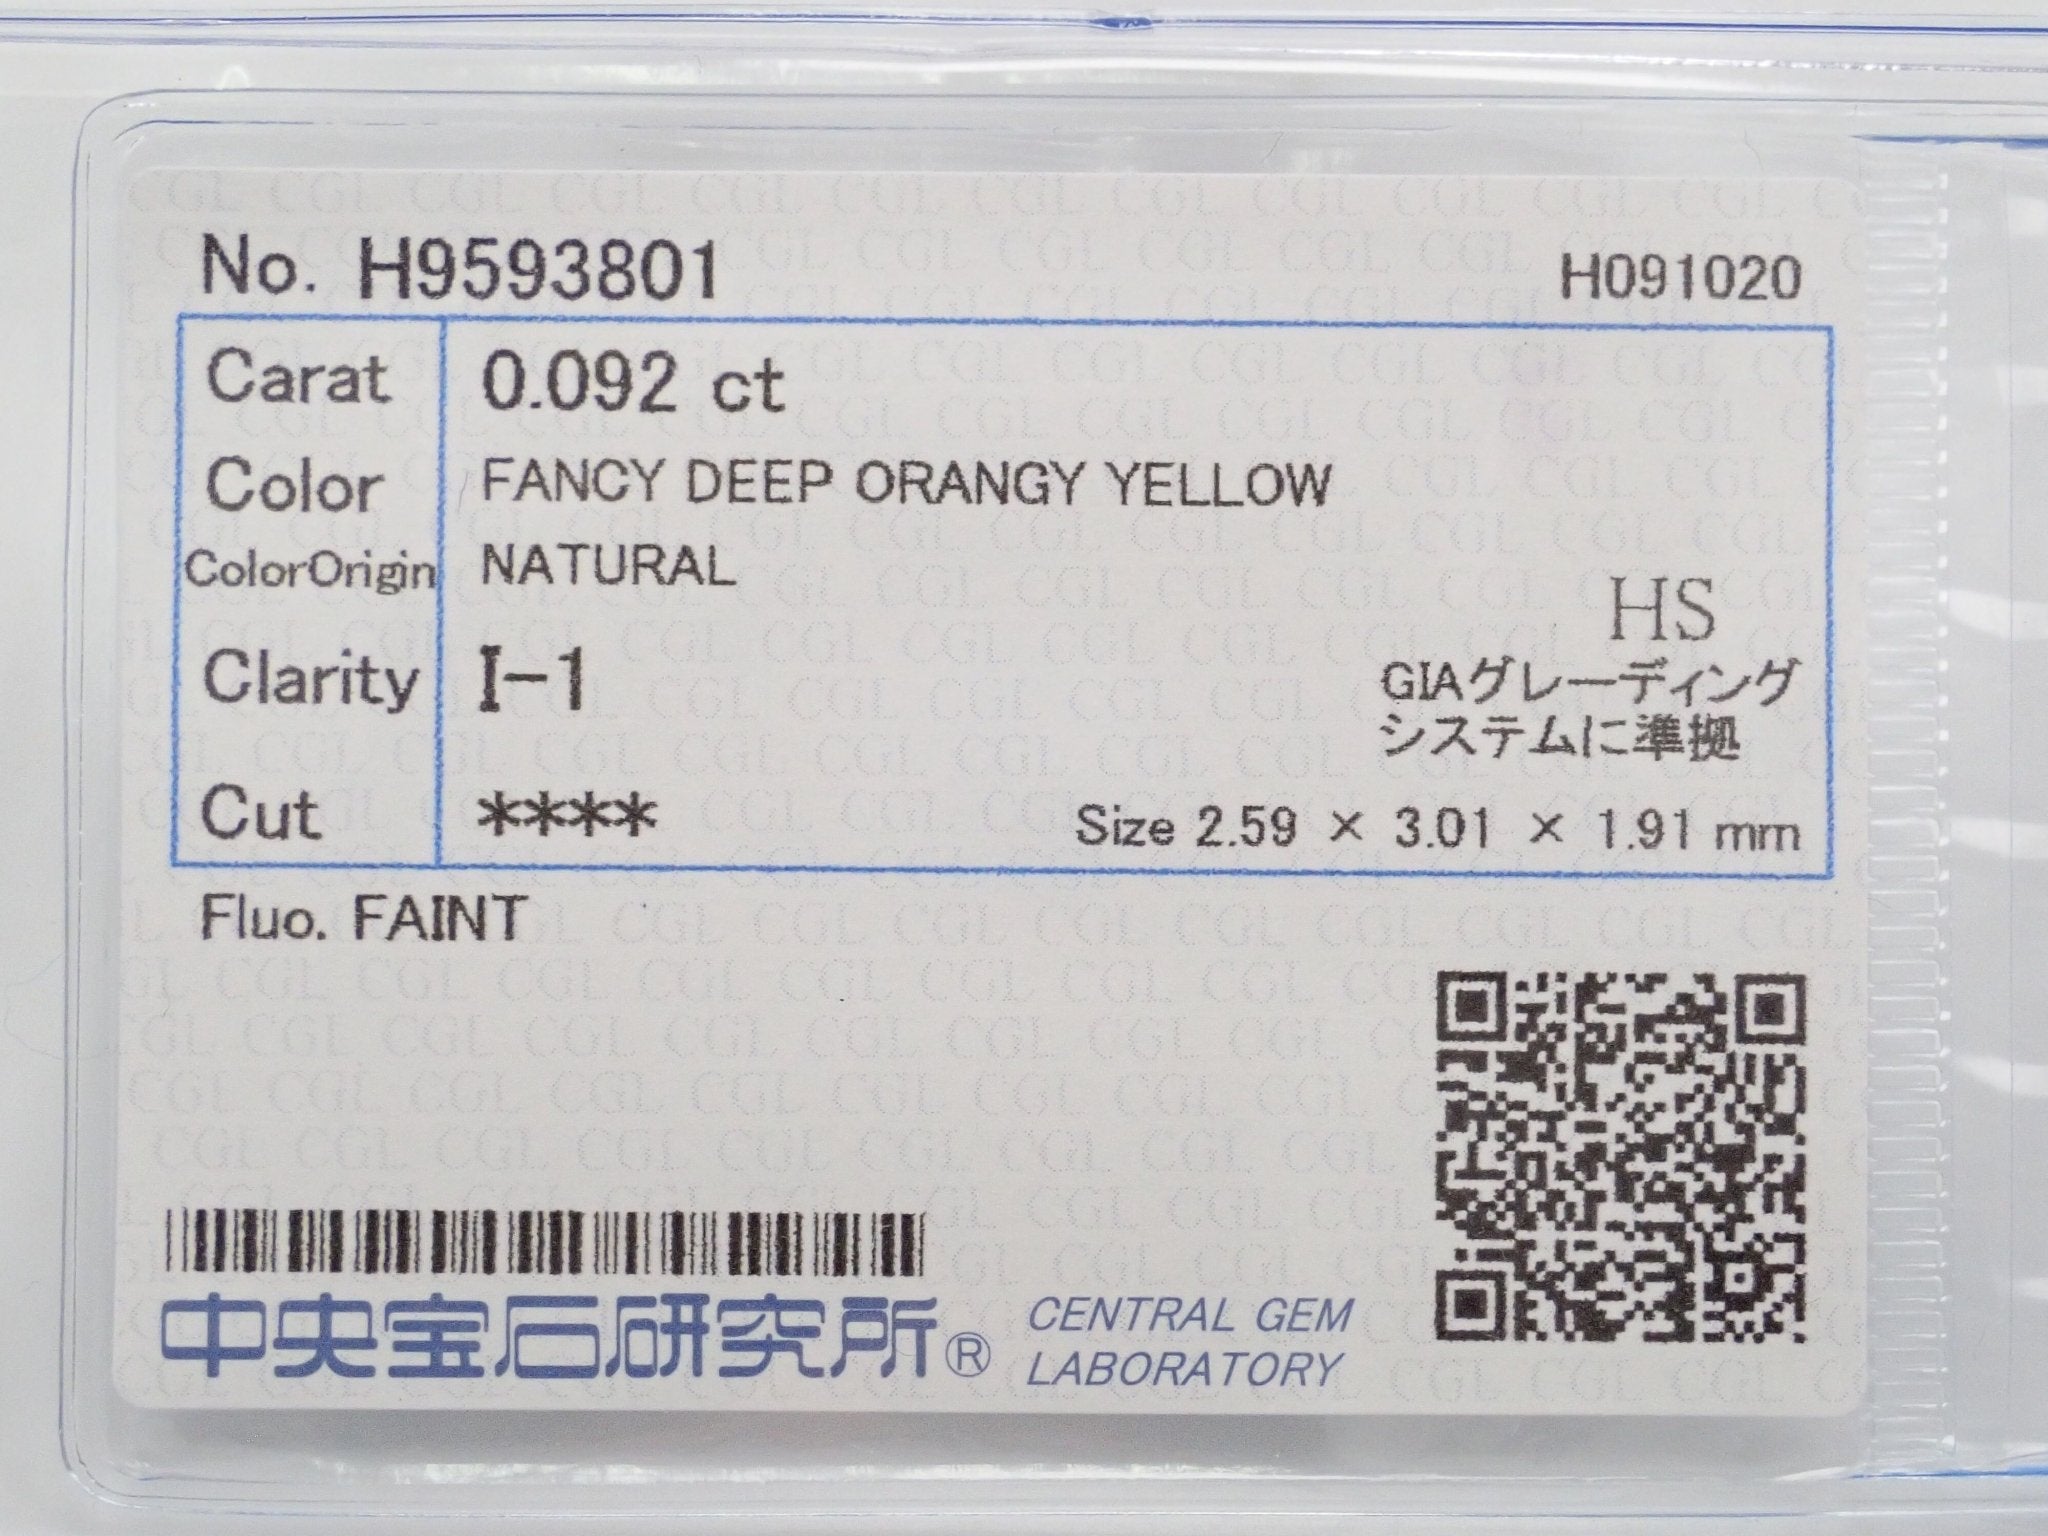 No. H9593801
H091020
Carat 0.092 ct
Color FANCY DEEP ORANGY YELLOW
ColorOrigin NATURAL
HS
Clarity I-1
GIAグレーディング
システムに準拠
Cut ****
Size 2.59 × 3.01 × 1.91 mm
Fluo. FAINT
中央宝石研究所®
CENTRAL GEM
LABORATORY